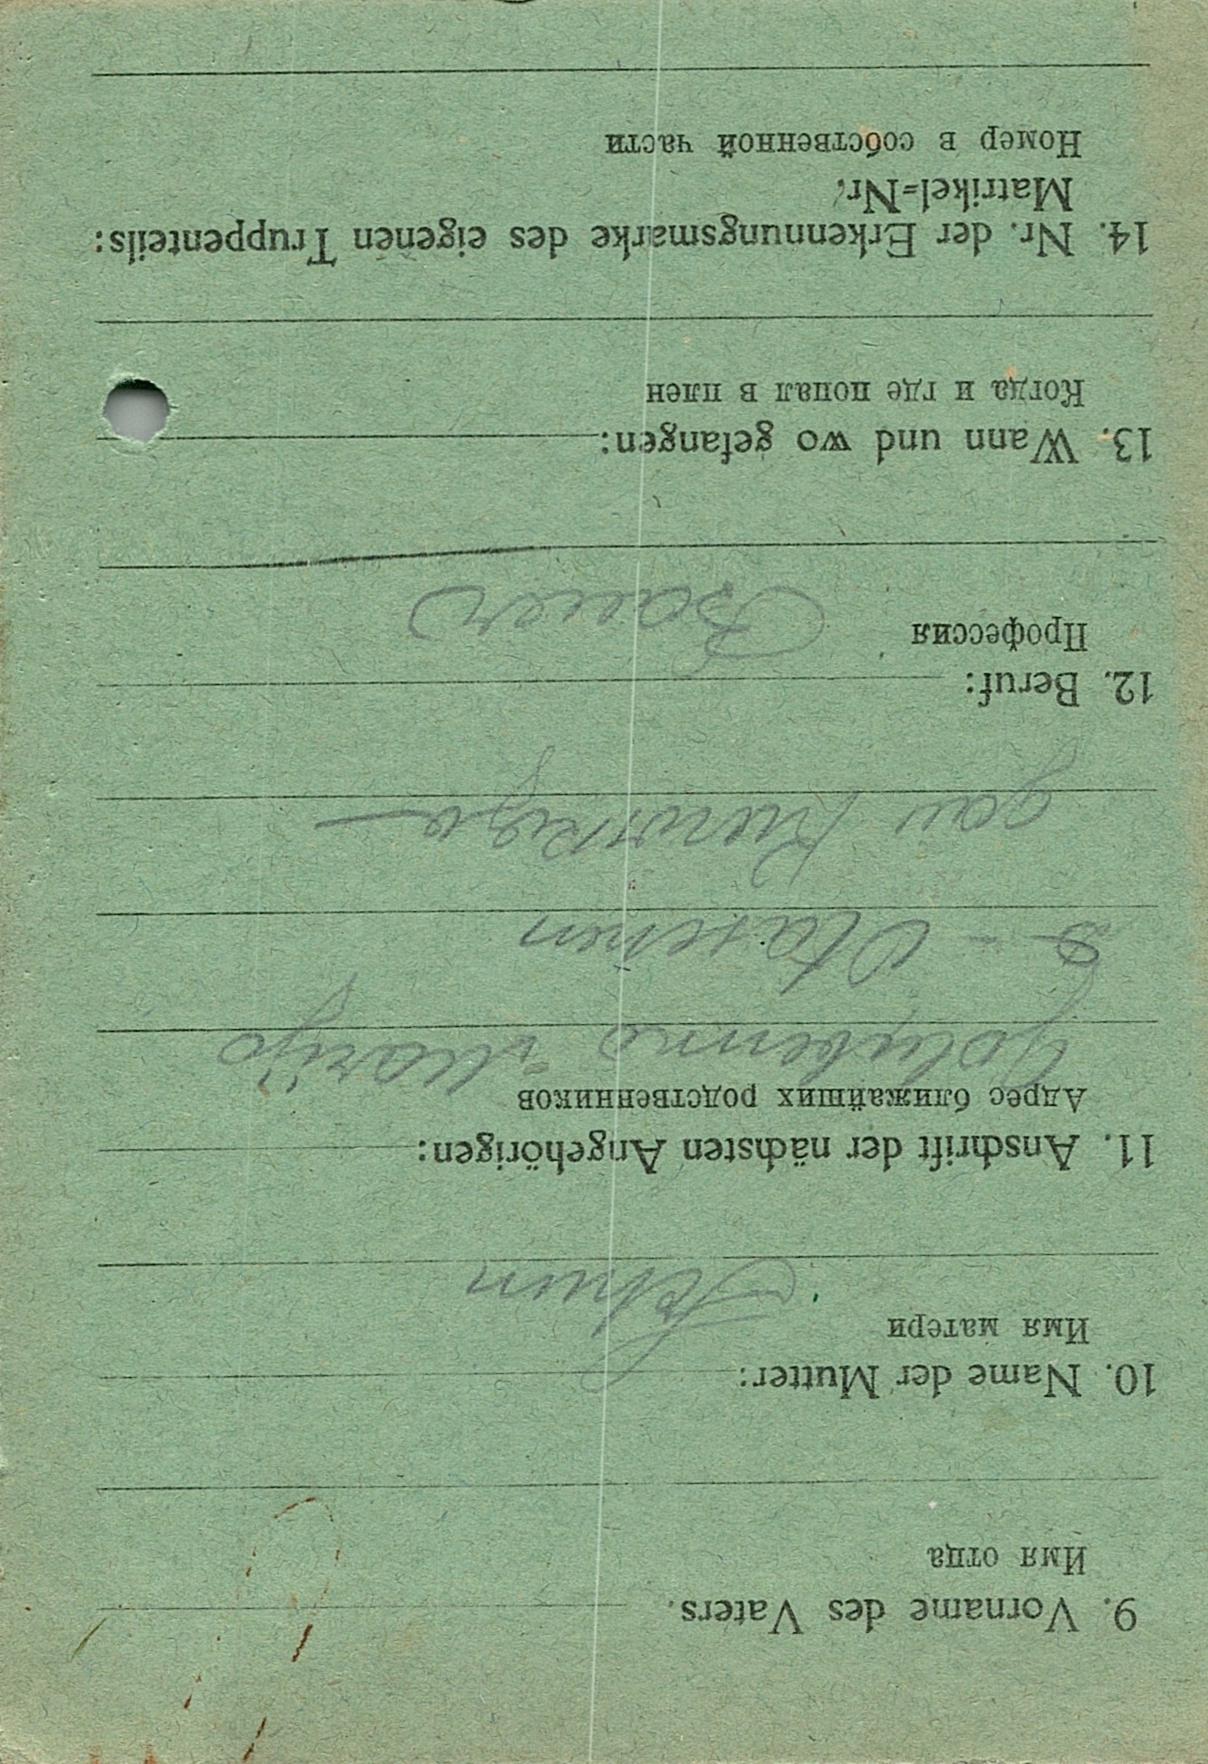 9. Vorname des Vaters.
Имя отца
10. Name der Mutter:
Имя матери
11. Anschrift der nächsten Angehörigen:
Адрес ближайших родственников
12. Beruf:
Профессия
Bauer
13. Wann und wo gefangen:
Когда и где попал в плен
14. Nr. der Erkennungsmarke des eigenen Truppenteils:
Matrikel=Nr.
Номер в собственной части